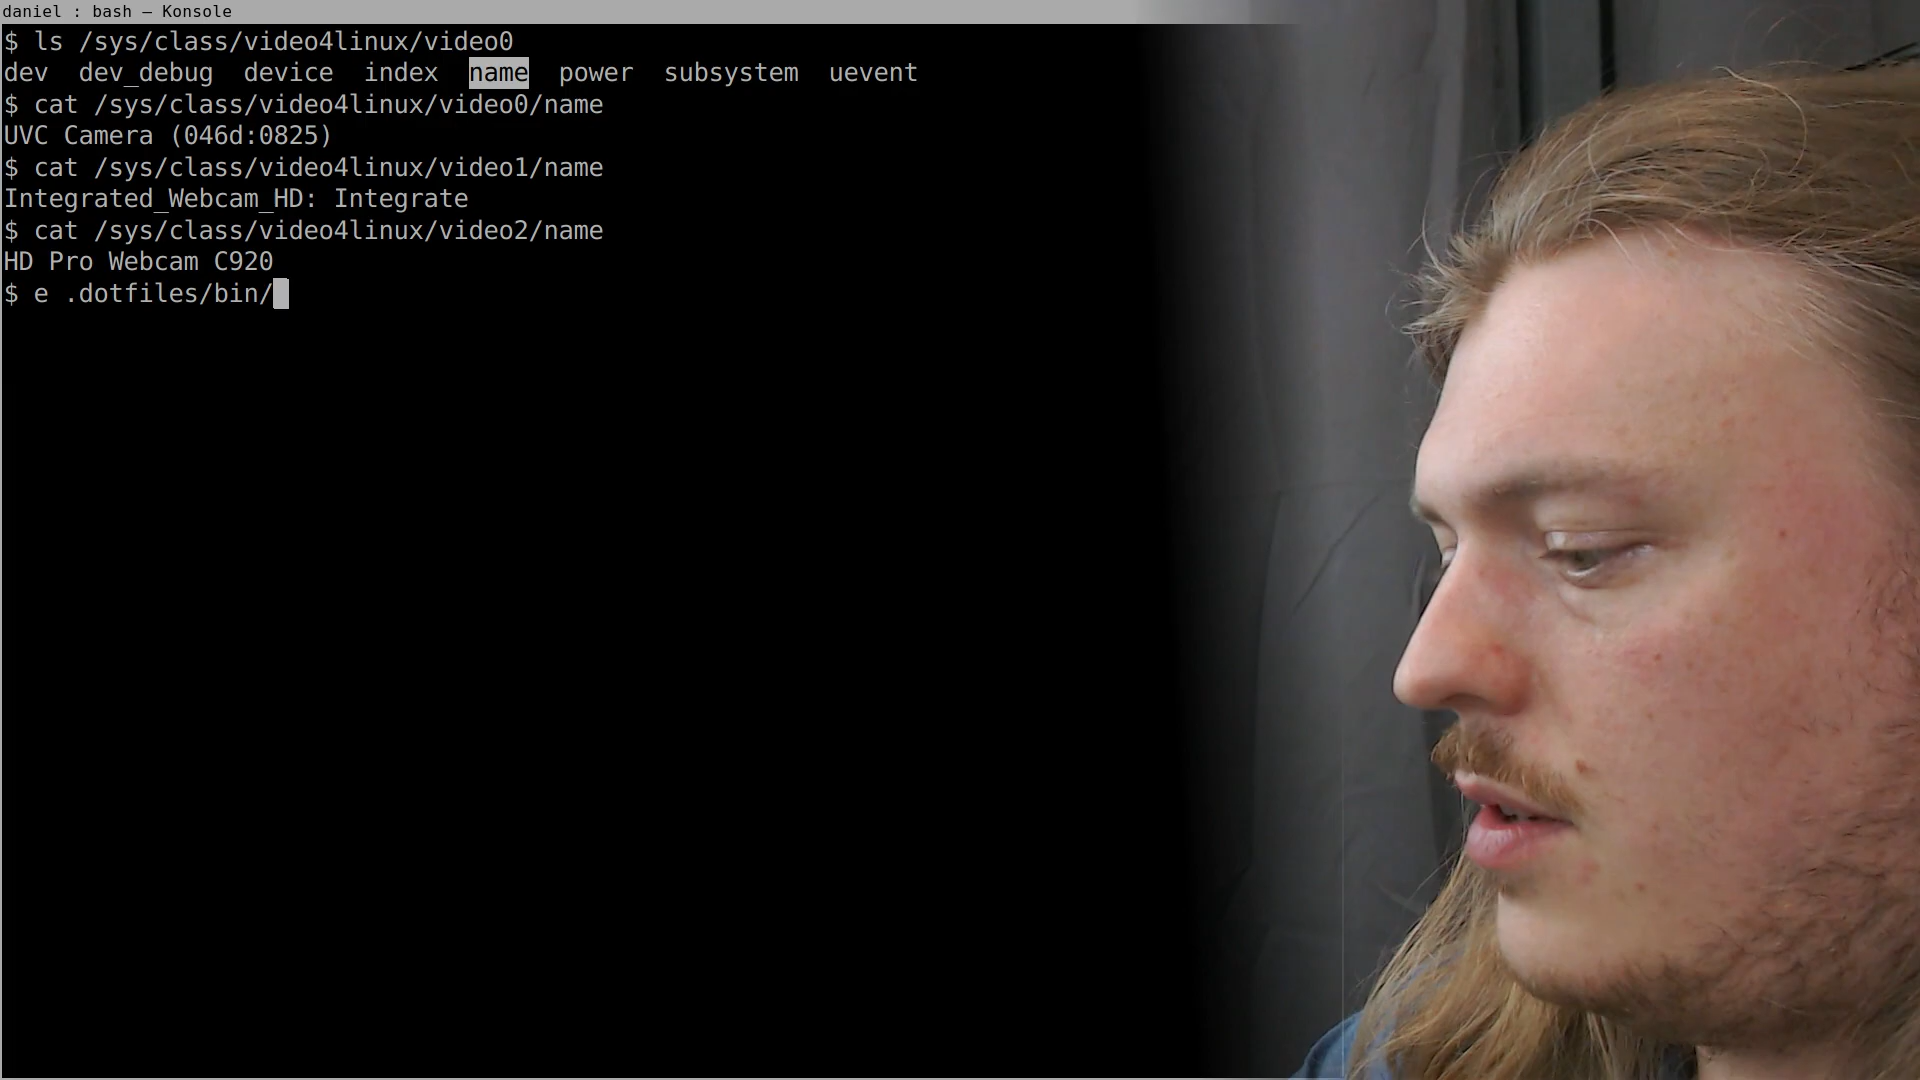 daniel : bash — Konsole
$ ls /sys/class/video4linux/video0
dev  dev_debug  device  index  name  power  subsystem  uevent
$ cat /sys/class/video4linux/video0/name
UVC Camera (046d:0825)
$ cat /sys/class/video4linux/video1/name
Integrated_Webcam_HD: Integrate
$ cat /sys/class/video4linux/video2/name
HD Pro Webcam C920
$ e .dotfiles/bin/